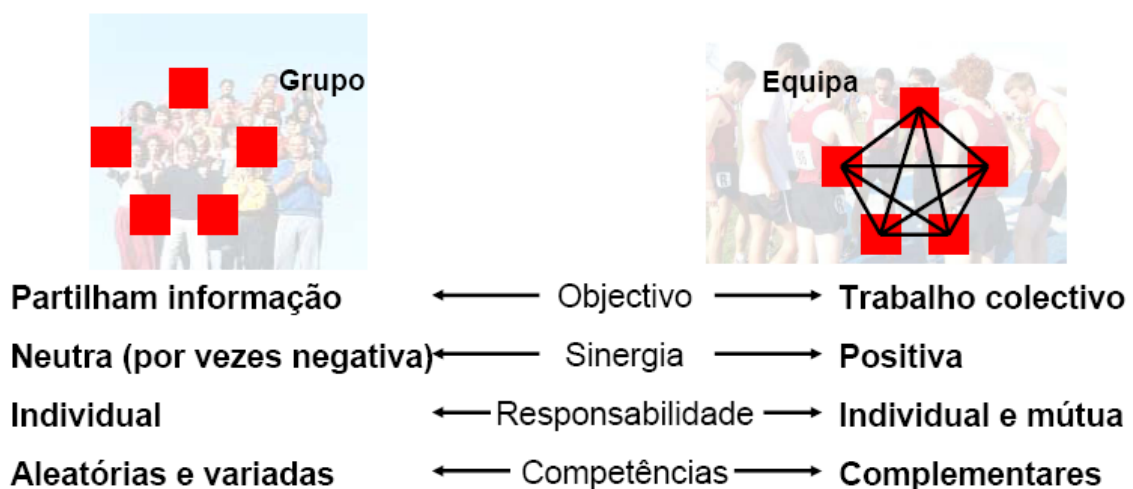 Grupo
Equipa
Partilham informação Objectivo Trabalho colectivo
Neutra (por vezes negativa) Sinergia Positiva
Individual Responsabilidade Individual e mútua
Aleatórias e variadas Competências Complementares